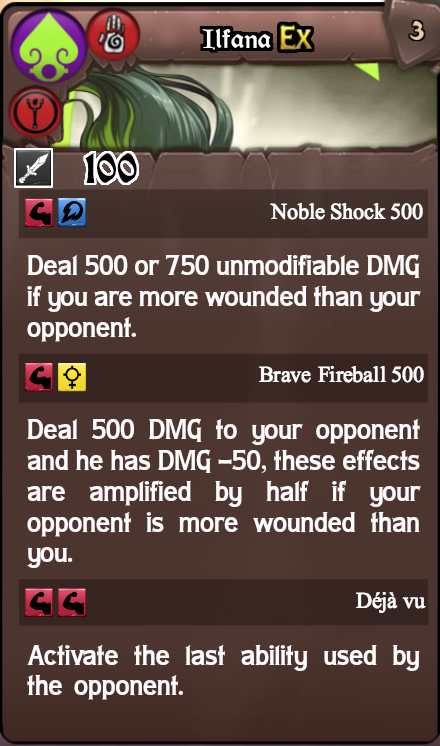 Ilfana Ex
3
100
Noble Shock 500
Deal 500 or 750 unmodifiable DMG
if you are more wounded than your
opponent.
Brave Fireball 500
Deal 500 DMG to your opponent
and he has DMG -50, these effects
are amplified by half if your
opponent is more wounded than
you.
Déjà vu
Activate the last ability used by
the opponent.